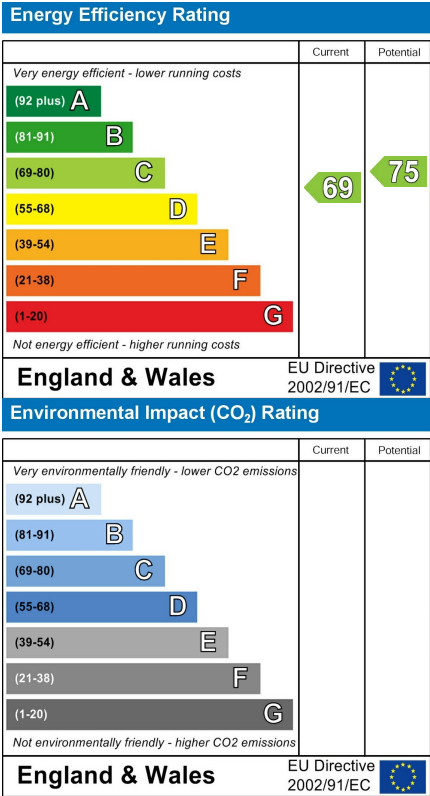 Energy Efficiency Rating
Current Potential
Very energy efficient - lower running costs
(92 plus) A
(81-91) B
(69-80) C
69
75
(55-68) D
(39-54) E
(21-38) F
(1-20) G
Not energy efficient - higher running costs
England & Wales
EU Directive
2002/91/EC
Environmental Impact (CO₂) Rating
Current Potential
Very environmentally friendly - lower CO2 emissions
(92 plus) A
(81-91) B
(69-80) C
(55-68) D
(39-54) E
(21-38) F
(1-20) G
Not environmentally friendly - higher CO2 emissions
England & Wales
EU Directive
2002/91/EC